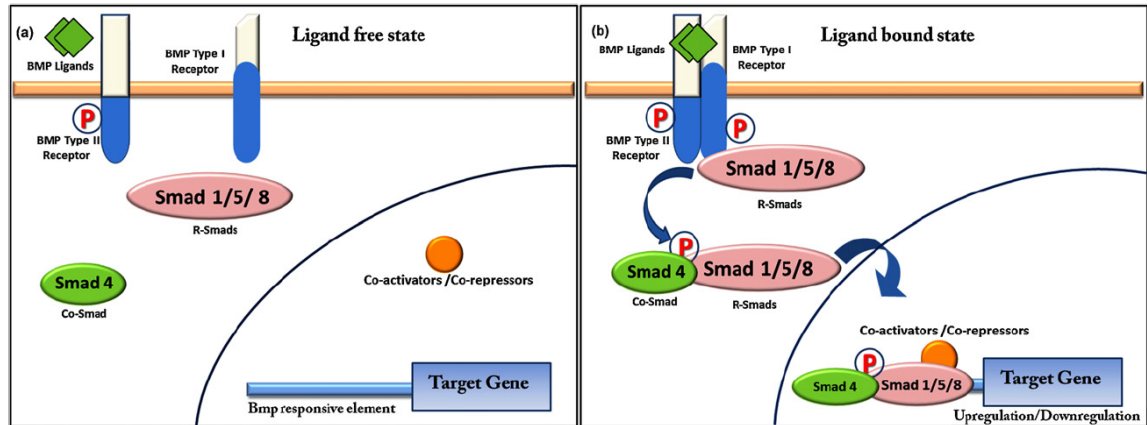 (a)
Ligand free state
BMP Ligands
BMP Type I
Receptor
P
BMP Type II
Receptor
Smad 1/5/ 8
R-Smads
Smad 4
Co-Smad
Co-activators /Co-repressors
Target Gene
Bmp responsive element
(b)
Ligand bound state
BMP Ligands
BMP Type I
Receptor
P
P
BMP Type II
Receptor
Smad 1/5/8
R-Smads
P
Smad 4
Smad 1/5/8
Co-Smad
R-Smads
Co-activators /Co-repressors
P
Smad 4
Smad 1/5/8
Target Gene
Upregulation/Downregulation